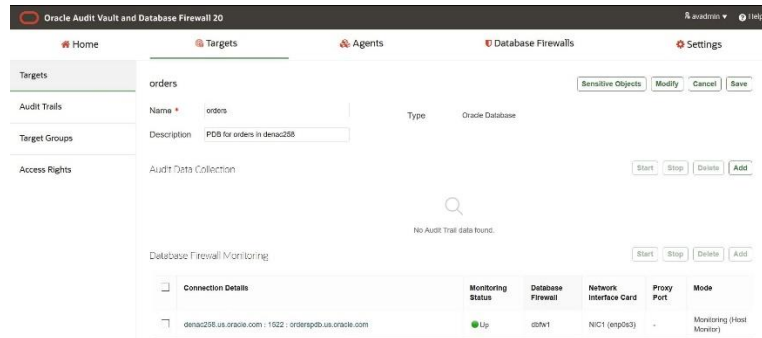 Oracle Audit Vault and Database Firewall 20
avadmin
Help
Home
Targets
Agents
Database Firewalls
Settings
Targets
Audit Trails
Target Groups
Access Rights
orders
Sensitive Objects
Modify
Cancel
Save
Name *
orders
Type
Oracle Database
Description
PDB for orders in denac258
Audit Data Collection
Start
Stop
Delete
Add
No Audit Trail data found.
Database Firewall Monitoring
Start
Stop
Delete
Add
Connection Details
Monitoring Status
Database Firewall
Network Interface Card
Proxy Port
Mode
denac258.us.oracle.com : 1522 : orderspdb.us.oracle.com
Up
dbfw1
NIC1 (enp0s3)
-
Monitoring (Host Monitor)